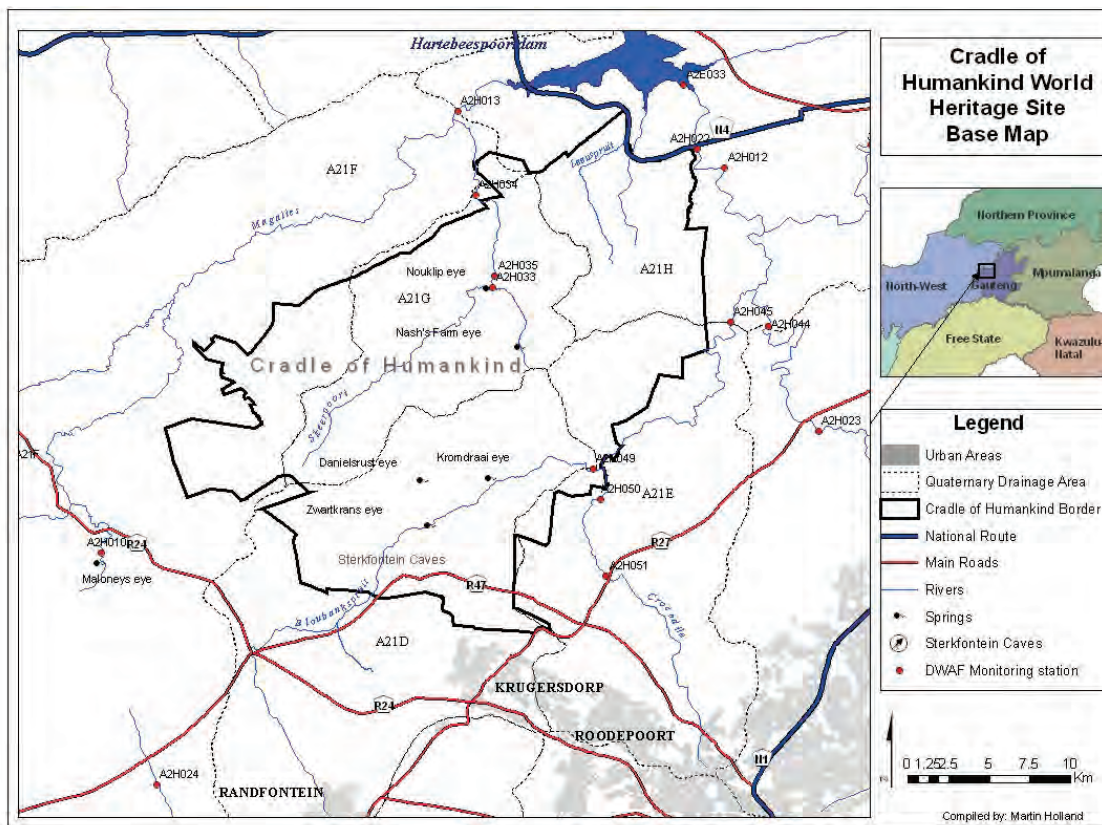 Hartebeespoortdam
A2E033
A2H013
N4
A2H022
A2H012
Leeuspruit
A21F
A2H034
Magalies
A2H035
Nouklip eye
A2H033
A21H
A21G
Nash's Farm eye
A2H045
A2H044
Cradle of Humankind
Skeerpoort
A2H023
A21F
Danielsrust eye
Kromdraai eye
A2H049
A2H050
A21E
Zwartkrans eye
A2H010
R24
R27
Sterkfontein Caves
Maloneys eye
A2H051
R47
Bloubankspruit
Crocodile
A21D
KRUGERSDORP
R24
ROODEPOORT
N1
A2H024
RANDFONTEIN
Cradle of
Humankind World
Heritage Site
Base Map
Northern Province
Mpumalanga
North-West
Gauteng
Free State
Kwazulu
Natal
Legend
Urban Areas
Quaternary Drainage Area
Cradle of Humankind Border
National Route
Main Roads
Rivers
Springs
Sterkfontein Caves
DWAF Monitoring station
0 1.25 2.5 5 7.5 10
Km
Compiled by: Martin Holland